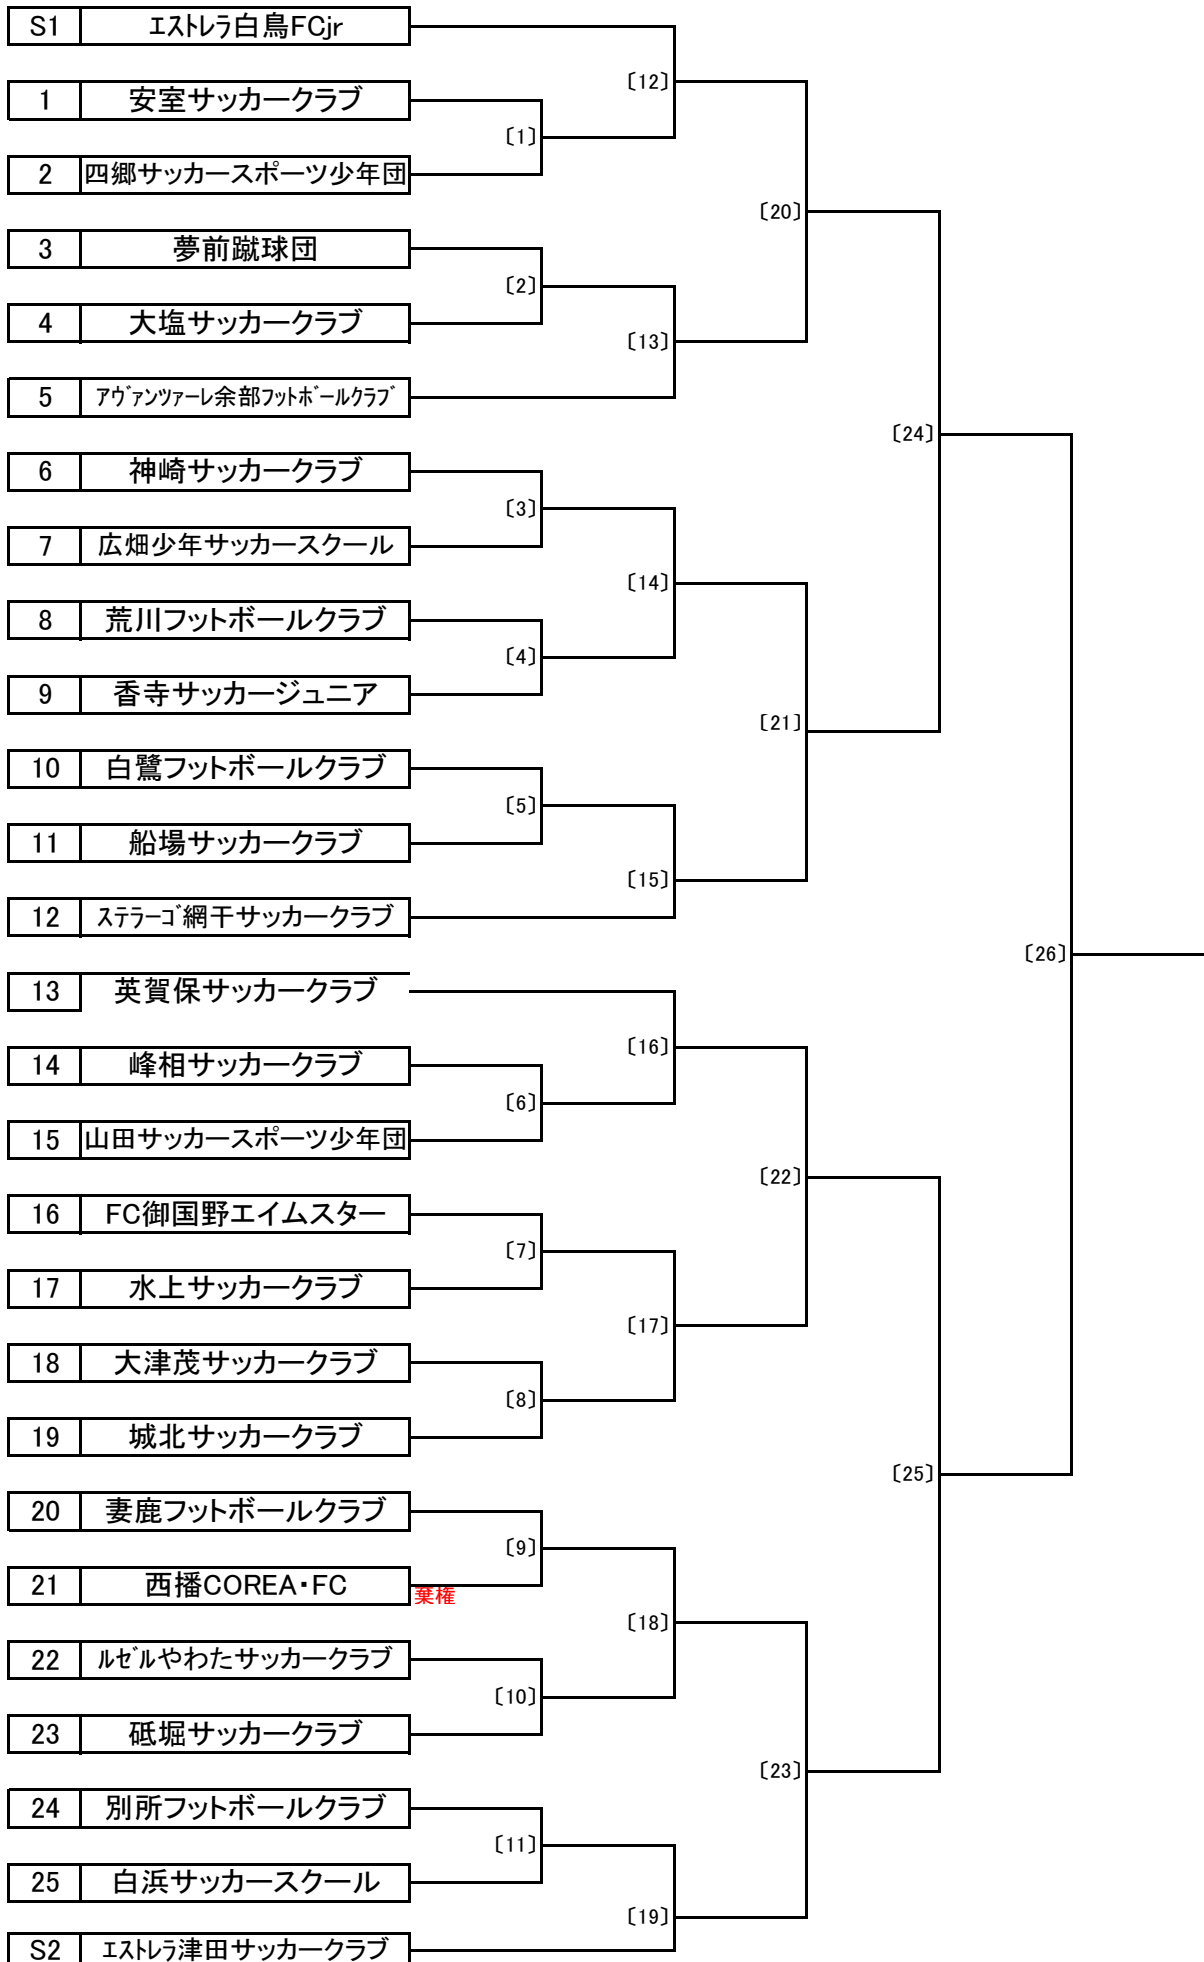 S1 エストレラ白鳥FCjr
〔12〕
1 安室サッカークラブ
〔1〕
2 四郷サッカースポーツ少年団
〔20〕
3 夢前蹴球団
〔2〕
4 大塩サッカークラブ
〔13〕
5 アヴァンツァーレ余部フットボールクラブ
〔24〕
6 神崎サッカークラブ
〔3〕
7 広畑少年サッカースクール
〔14〕
8 荒川フットボールクラブ
〔4〕
9 香寺サッカージュニア
〔21〕
10 白鷺フットボールクラブ
〔5〕
11 船場サッカークラブ
〔15〕
12 ステラーゴ網干サッカークラブ
〔26〕
13 英賀保サッカークラブ
〔16〕
14 峰相サッカークラブ
〔6〕
15 山田サッカースポーツ少年団
〔22〕
16 FC御国野エイムスター
〔7〕
17 水上サッカークラブ
〔17〕
18 大津茂サッカークラブ
〔8〕
19 城北サッカークラブ
〔25〕
20 妻鹿フットボールクラブ
〔9〕
21 西播COREA・FC
棄権
〔18〕
22 ルゼルやわたサッカークラブ
〔10〕
23 砥堀サッカークラブ
〔23〕
24 別所フットボールクラブ
〔11〕
25 白浜サッカースクール
〔19〕
S2 エストレラ津田サッカークラブ